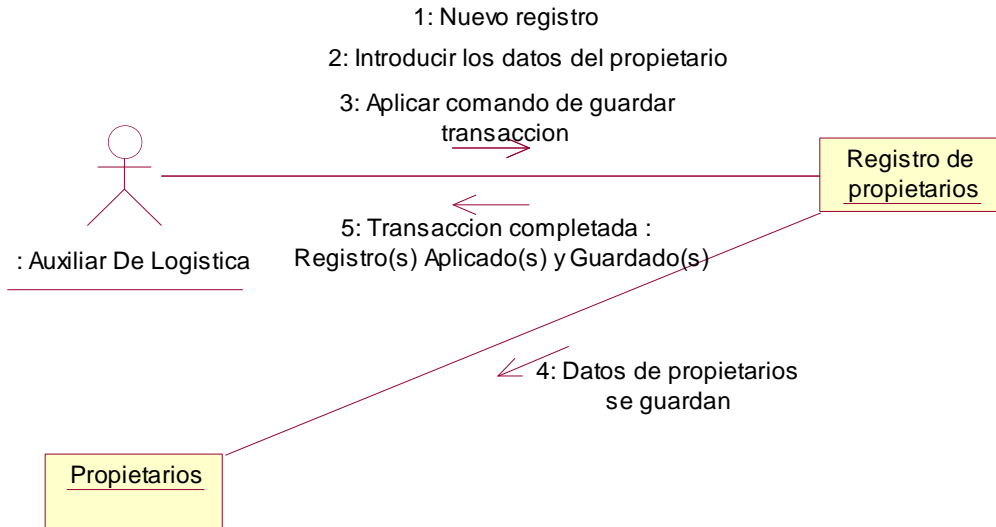 1: Nuevo registro
2: Introducir los datos del propietario
3: Aplicar comando de guardar
transaccion
Registro de
propietarios
5: Transaccion completada :
Registro(s) Aplicado(s) y Guardado(s)
: Auxiliar De Logistica
4: Datos de propietarios
se guardan
Propietarios